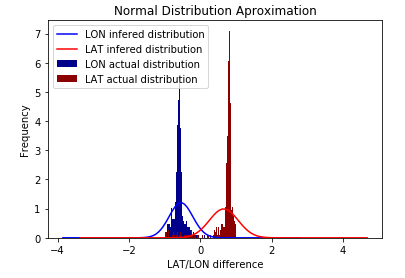 Normal Distribution Aproximation
LON infered distribution
LAT infered distribution
LON actual distribution
LAT actual distribution
Frequency
7
6
5
4
3
2
1
0
−4
−2
0
2
4
LAT/LON difference